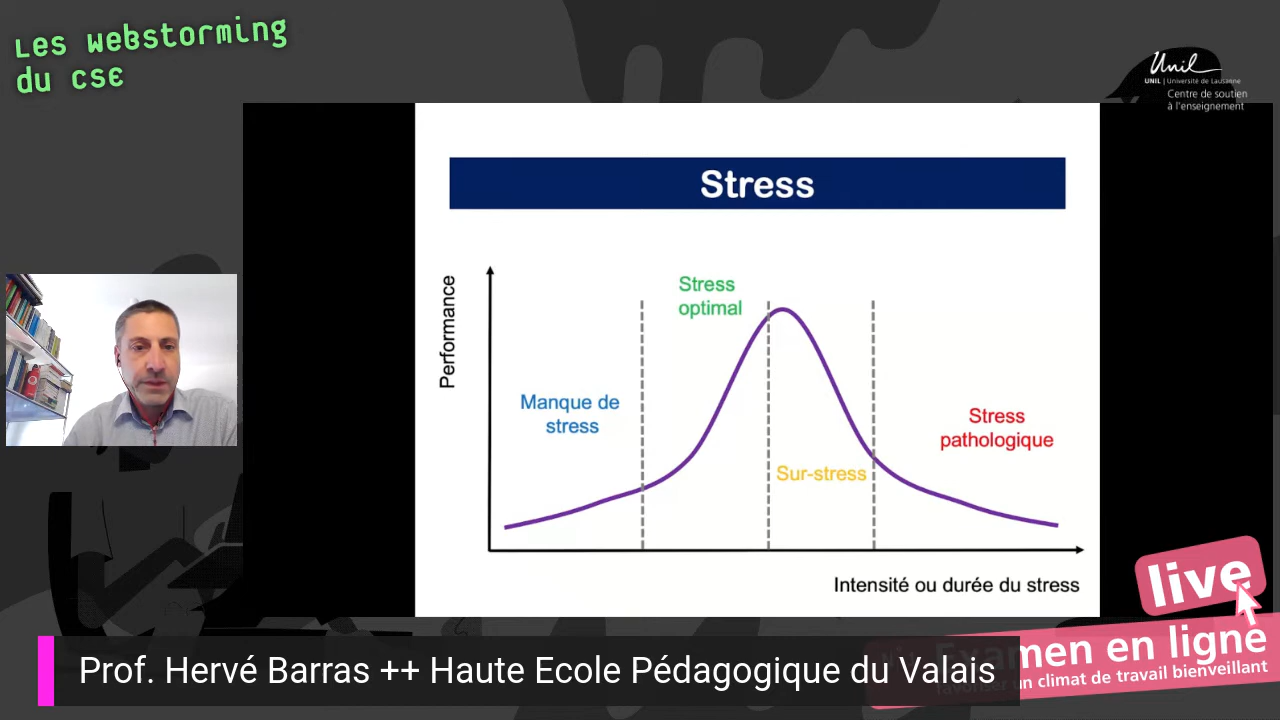 Les webstorming
du cse
Unil
UNIL | Université de Lausanne
Centre de soutien
à l'enseignement
Stress
Performance
Stress
optimal
Manque de
stress
Stress
pathologique
Sur-stress
Intensité ou durée du stress
live
Examen en ligne
favoriser un climat de travail bienveillant
Prof. Hervé Barras ++ Haute Ecole Pédagogique du Valais